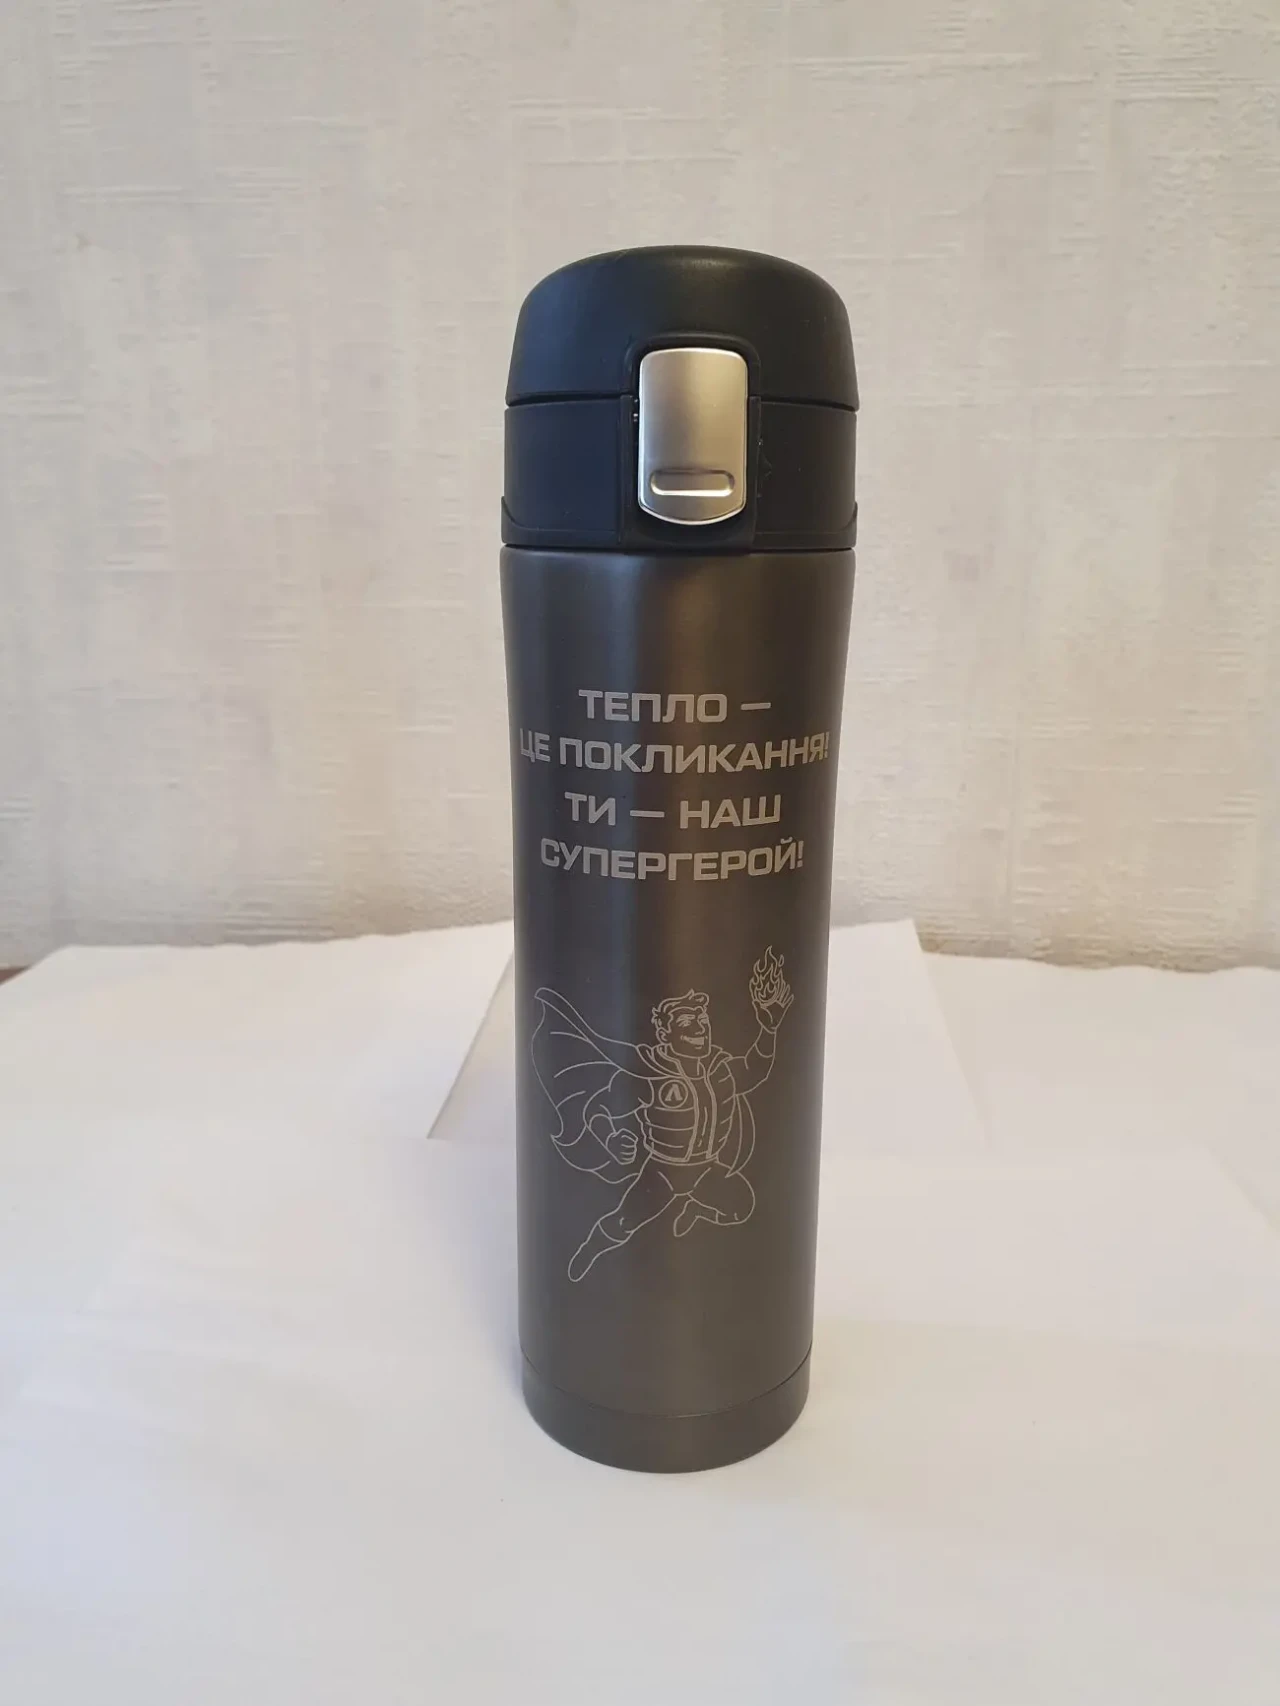 ТЕПЛО —
ЦЕ ПОКЛИКАННЯ!
ТИ — НАШ
СУПЕРГЕРОЙ!
Λ